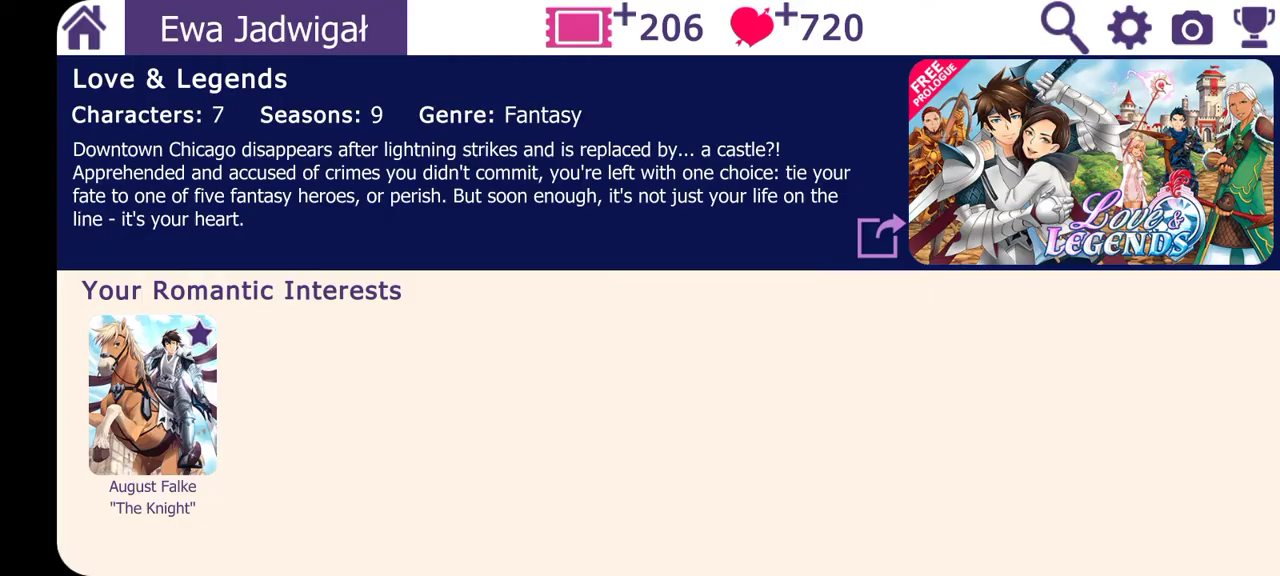 Ewa Jadwigał
+206
+720
Love & Legends
Characters: 7 Seasons: 9 Genre: Fantasy
Downtown Chicago disappears after lightning strikes and is replaced by... a castle?!
Apprehended and accused of crimes you didn't commit, you're left with one choice: tie your
fate to one of five fantasy heroes, or perish. But soon enough, it's not just your life on the
line - it's your heart.
FREE
PROLOGUE
Love &
LEGENDS
Your Romantic Interests
August Falke
"The Knight"